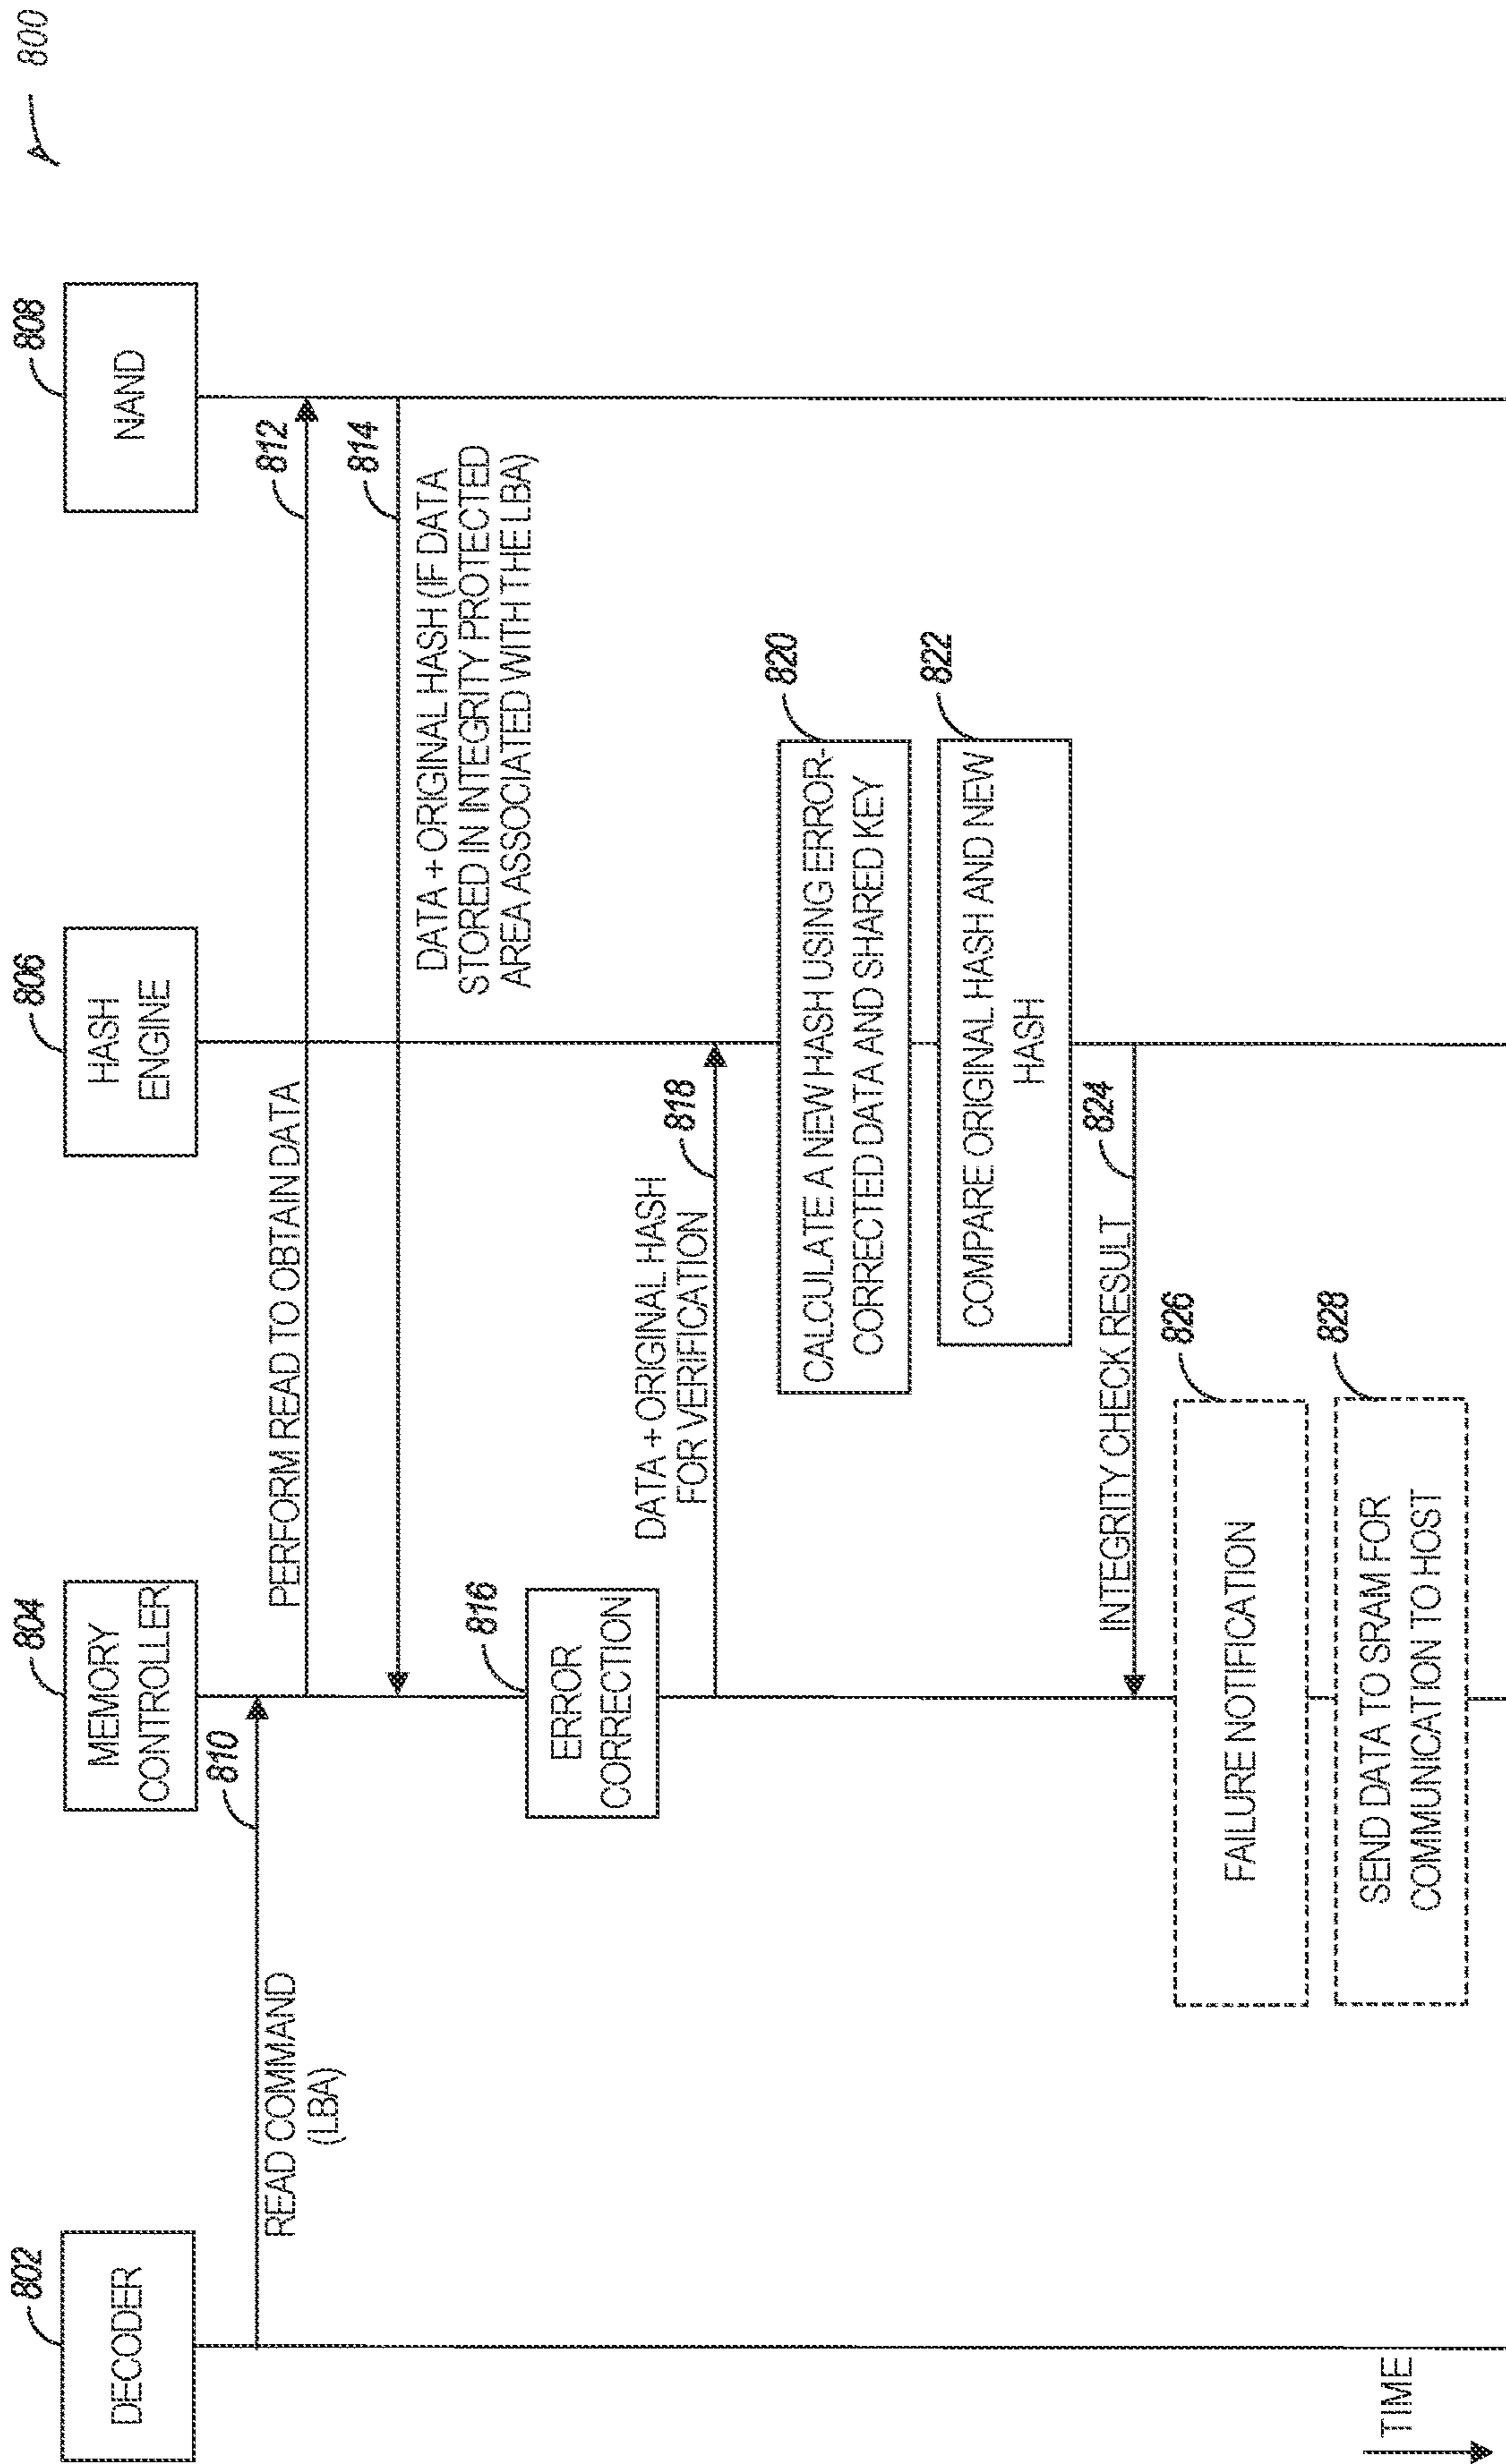 800
802
DECODER
804
MEMORY
CONTROLLER
806
HASH
ENGINE
808
NAND
810
READ COMMAND
(LBA)
812
PERFORM READ TO OBTAIN DATA
814
DATA + ORIGINAL HASH (IF DATA
STORED IN INTEGRITY PROTECTED
AREA ASSOCIATED WITH THE LBA)
816
ERROR
CORRECTION
DATA + ORIGINAL HASH
FOR VERIFICATION
818
820
CALCULATE A NEW HASH USING ERROR-
CORRECTED DATA AND SHARED KEY
822
COMPARE ORIGINAL HASH AND NEW
HASH
INTEGRITY CHECK RESULT
824
826
FAILURE NOTIFICATION
828
SEND DATA TO SRAM FOR
COMMUNICATION TO HOST
TIME